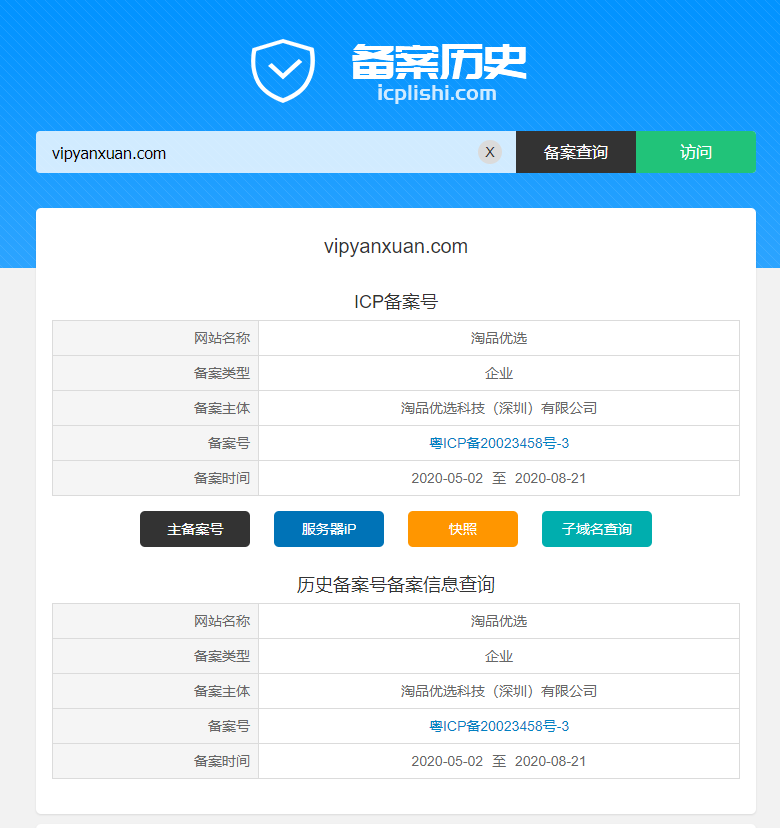 备案历史
icplishi.com
vipyanxuan.com X 备案查询 访问
vipyanxuan.com
ICP备案号
网站名称 淘品优选
备案类型 企业
备案主体 淘品优选科技（深圳）有限公司
备案号 粤ICP备20023458号-3
备案时间 2020-05-02 至 2020-08-21
主备案号 服务器iP 快照 子域名查询
历史备案号备案信息查询
网站名称 淘品优选
备案类型 企业
备案主体 淘品优选科技（深圳）有限公司
备案号 粤ICP备20023458号-3
备案时间 2020-05-02 至 2020-08-21